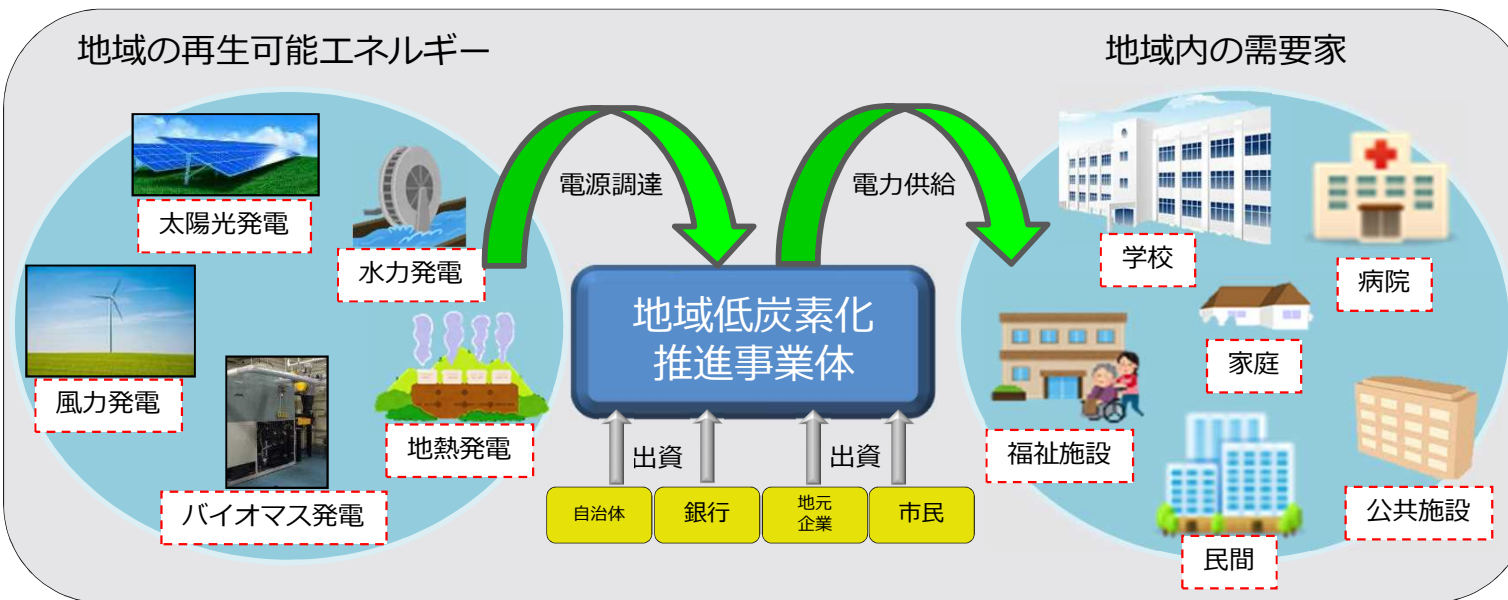 地域の再生可能エネルギー
地域内の需要家
太陽光発電
水力発電
風力発電
地熱発電
バイオマス発電
電源調達
電力供給
地域低炭素化
推進事業体
出資
出資
自治体
銀行
地元
企業
市民
学校
病院
家庭
福祉施設
公共施設
民間